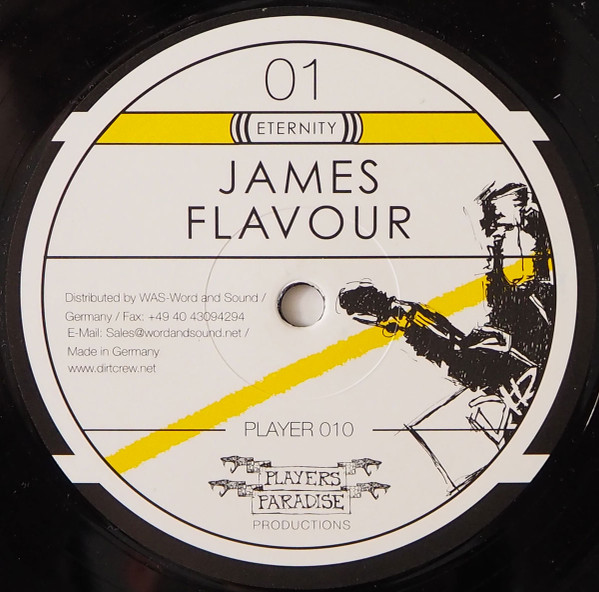 01
ETERNITY
JAMES
FLAVOUR
Distributed by WAS-Word and Sound /
Germany / Fax: +49 40 43094294
E-Mail: Sales@wordandsound.net /
Made in Germany
www.dirtcrew.net
PLAYER 010
PLAYERS
PARADISE
PRODUCTIONS